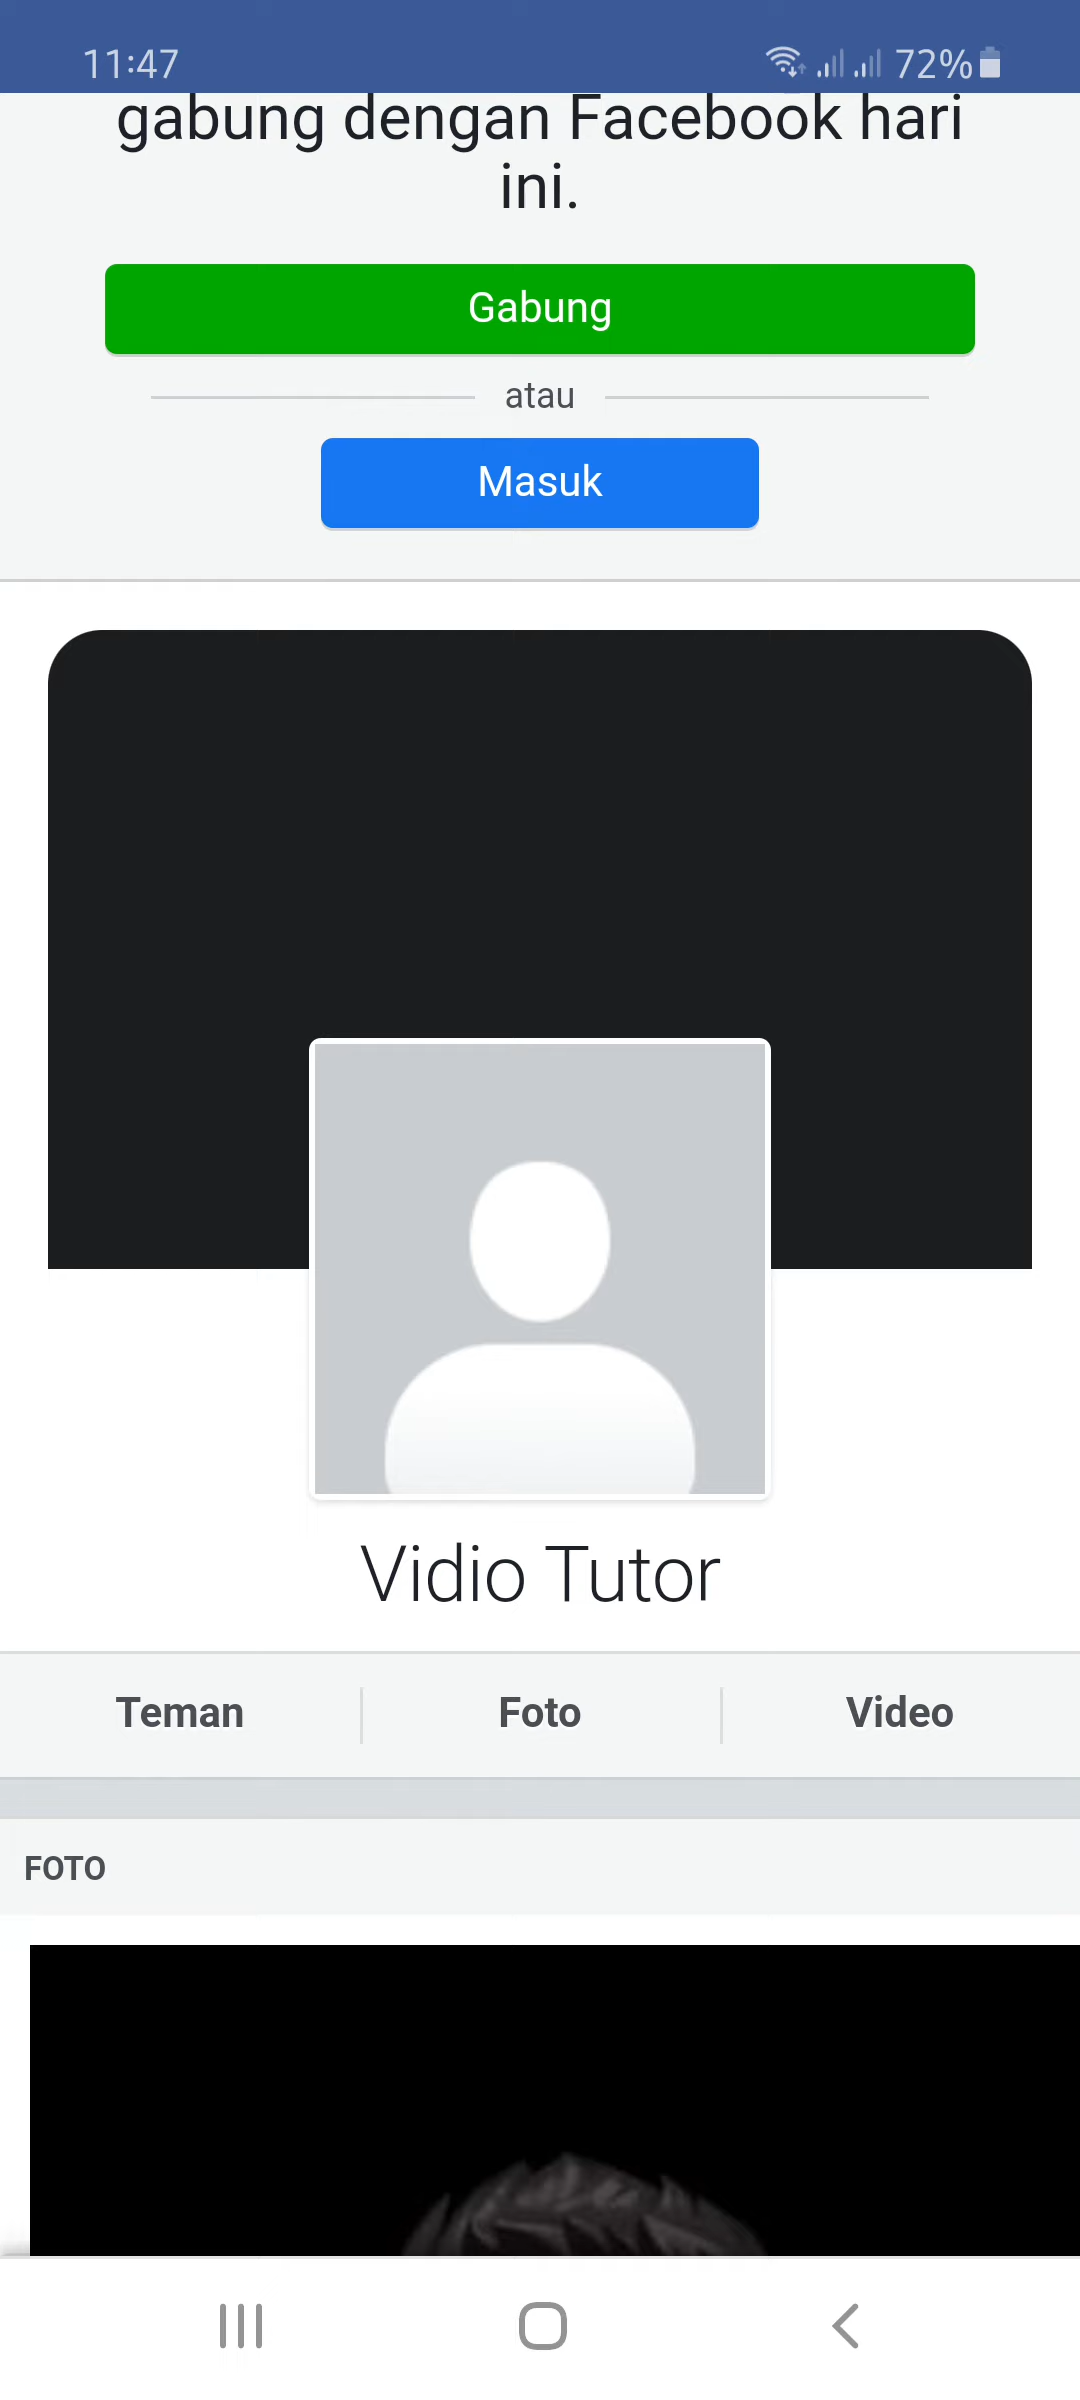 11:47
72%
gabung dengan Facebook hari
ini.
Gabung
atau
Masuk
Vidio Tutor
Teman
Foto
Video
FOTO